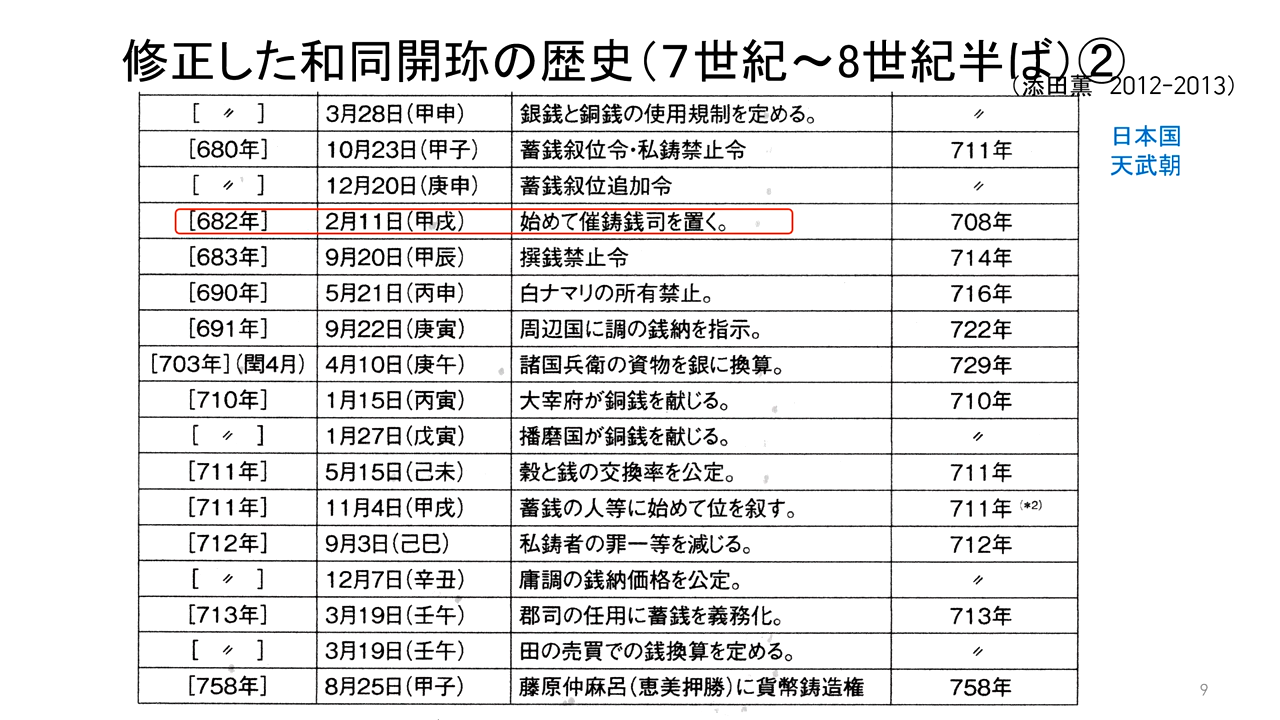 修正した和同開珎の歴史（７世紀～8世紀半ば）②
（添田薫　2012-2013）
日本国
天武朝
［ 〃 ］ 3月28日（甲申） 銀銭と銅銭の使用規制を定める。 〃
［680年］ 10月23日（甲子） 蓄銭叙位令・私鋳禁止令 711年
［ 〃 ］ 12月20日（庚申） 蓄銭叙位追加令 〃
［682年］ 2月11日（甲戌） 始めて催鋳銭司を置く。 708年
［683年］ 9月20日（甲辰） 撰銭禁止令 714年
［690年］ 5月21日（丙申） 白ナマリの所有禁止。 716年
［691年］ 9月22日（庚寅） 周辺国に調の銭納を指示。 722年
［703年］（閏4月） 4月10日（庚午） 諸国兵衛の資物を銀に換算。 729年
［710年］ 1月15日（丙寅） 大宰府が銅銭を献じる。 710年
［ 〃 ］ 1月27日（戊寅） 播磨国が銅銭を献じる。 〃
［711年］ 5月15日（己未） 穀と銭の交換率を公定。 711年
［711年］ 11月4日（甲戌） 蓄銭の人等に始めて位を叙す。 711年（*2）
［712年］ 9月3日（己巳） 私鋳者の罪一等を減じる。 712年
［ 〃 ］ 12月7日（辛丑） 庸調の銭納価格を公定。 〃
［713年］ 3月19日（壬午） 郡司の任用に蓄銭を義務化。 713年
［ 〃 ］ 3月19日（壬午） 田の売買での銭換算を定める。 〃
［758年］ 8月25日（甲子） 藤原仲麻呂（恵美押勝）に貨幣鋳造権 758年
9